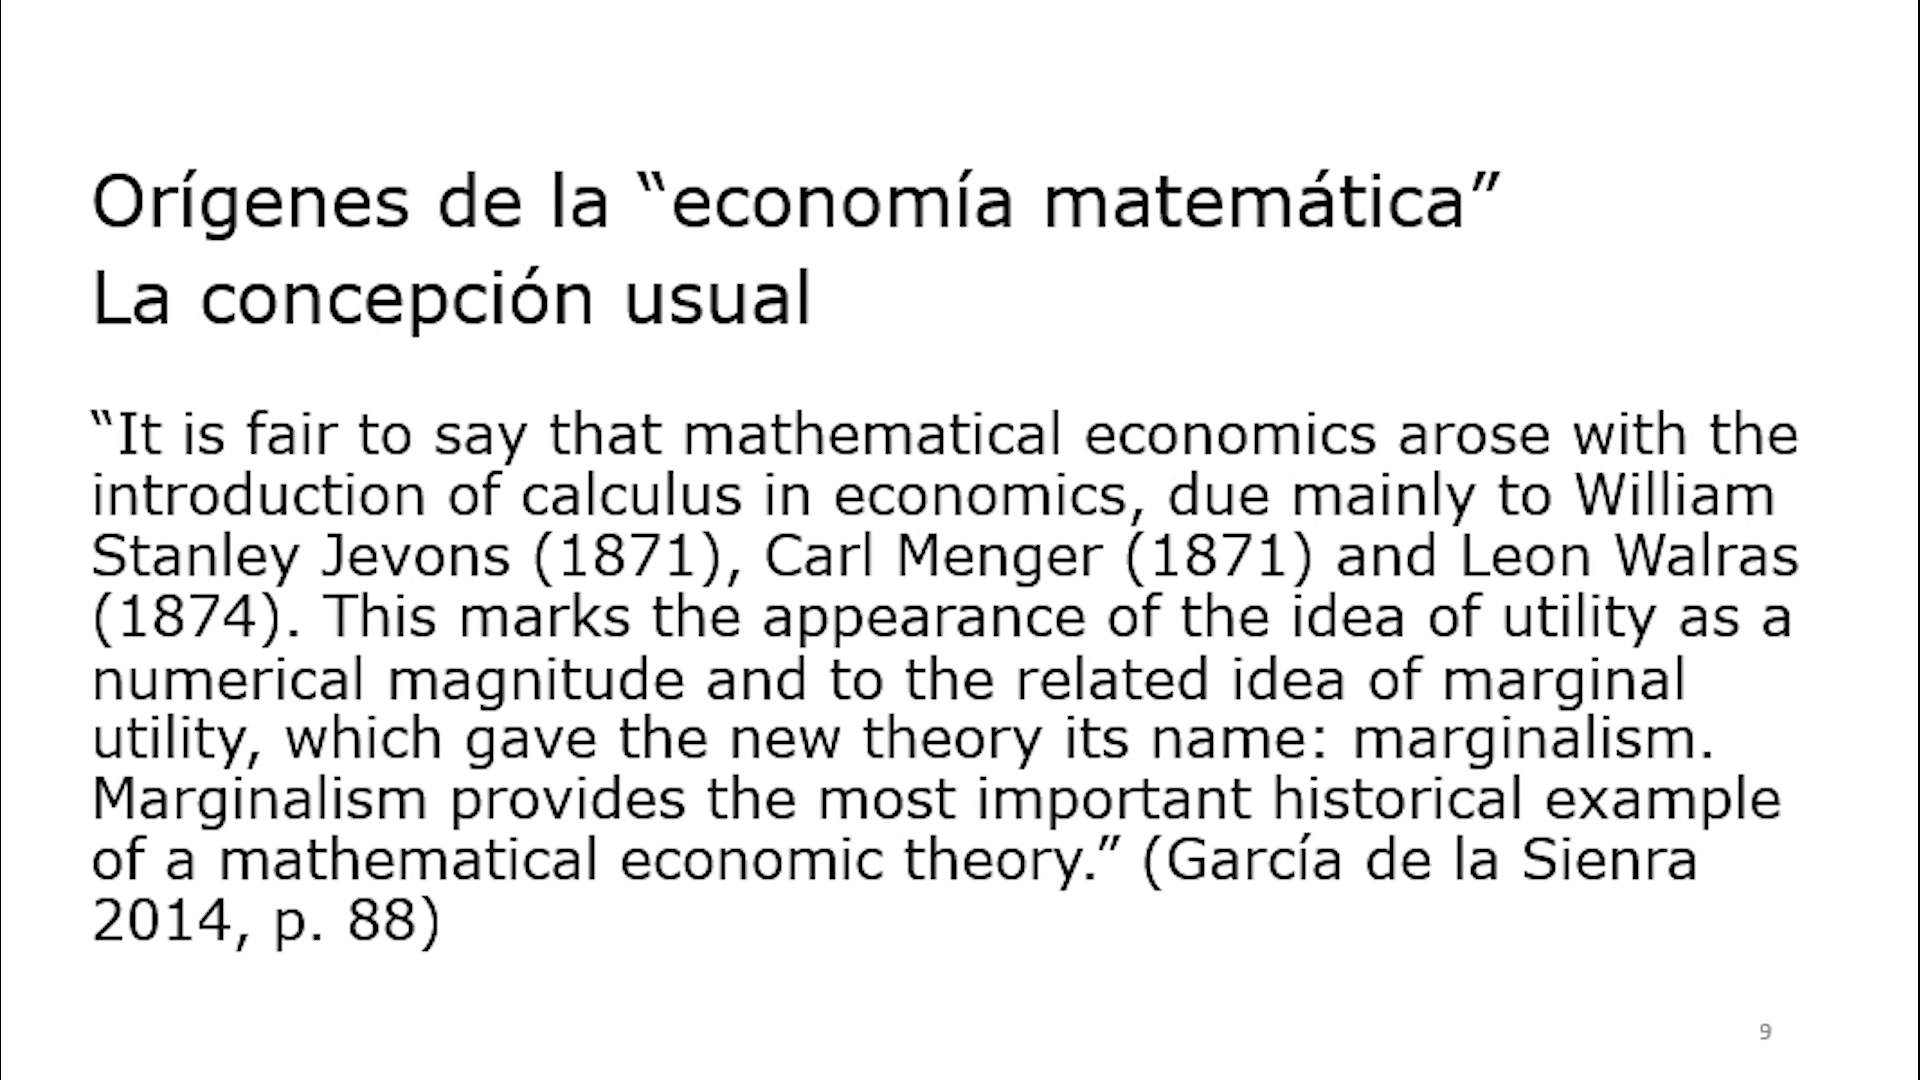 Orígenes de la “economía matemática”
La concepción usual
“It is fair to say that mathematical economics arose with the
introduction of calculus in economics, due mainly to William
Stanley Jevons (1871), Carl Menger (1871) and Leon Walras
(1874). This marks the appearance of the idea of utility as a
numerical magnitude and to the related idea of marginal
utility, which gave the new theory its name: marginalism.
Marginalism provides the most important historical example
of a mathematical economic theory.” (García de la Sienra
2014, p. 88)
9